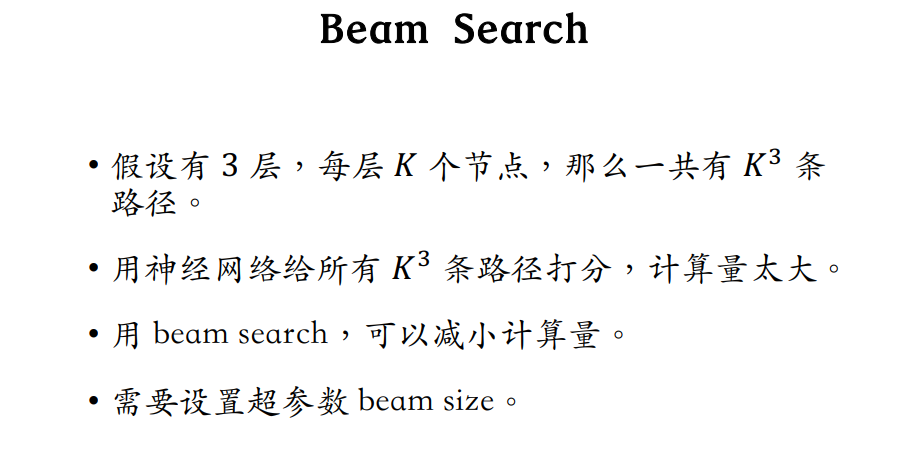 Beam Search
• 假设有 3 层，每层 K 个节点，那么一共有 K³ 条
路径。
• 用神经网络给所有 K³ 条路径打分，计算量太大。
• 用 beam search，可以减小计算量。
• 需要设置超参数 beam size。